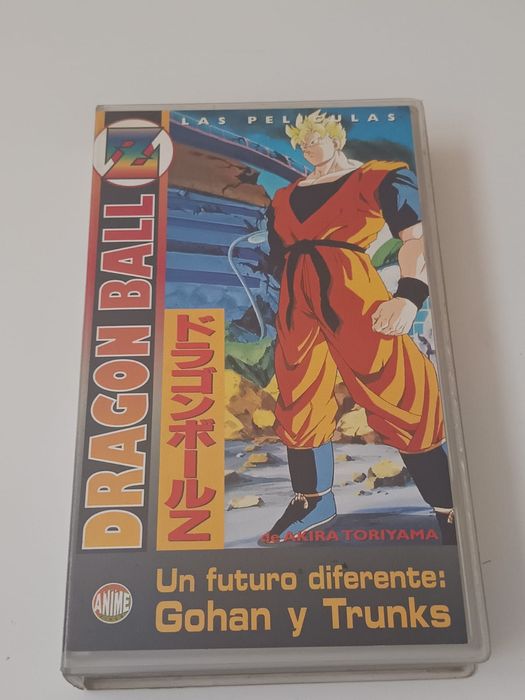 LAS PELICULAS
Z
DRAGON BALL
ドラゴンボールZ
de AKIRA TORIYAMA
ANIME
Un futuro diferente:
Gohan y Trunks